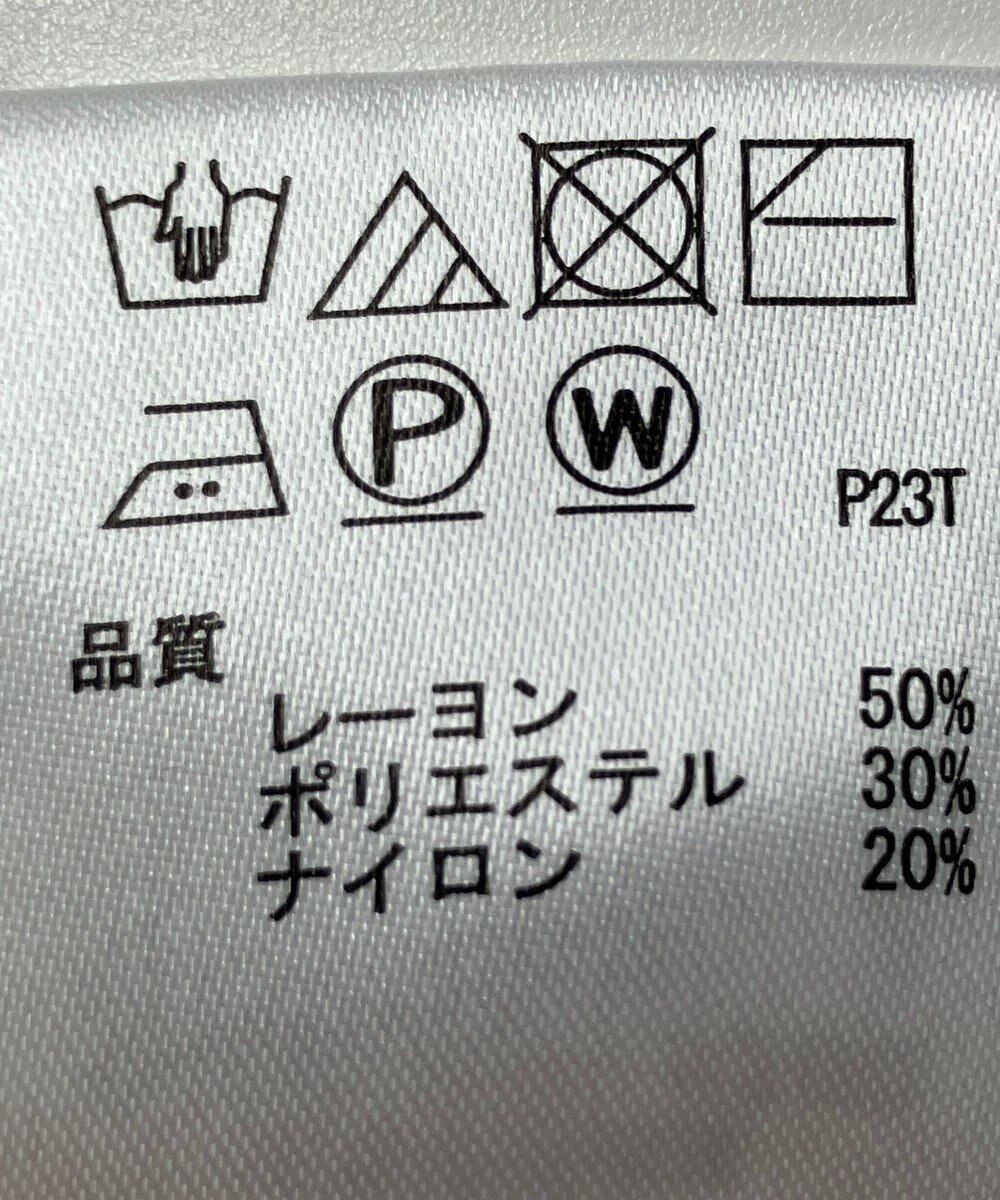 P W
P23T
品質
レーヨン 50%
ポリエステル 30%
ナイロン 20%